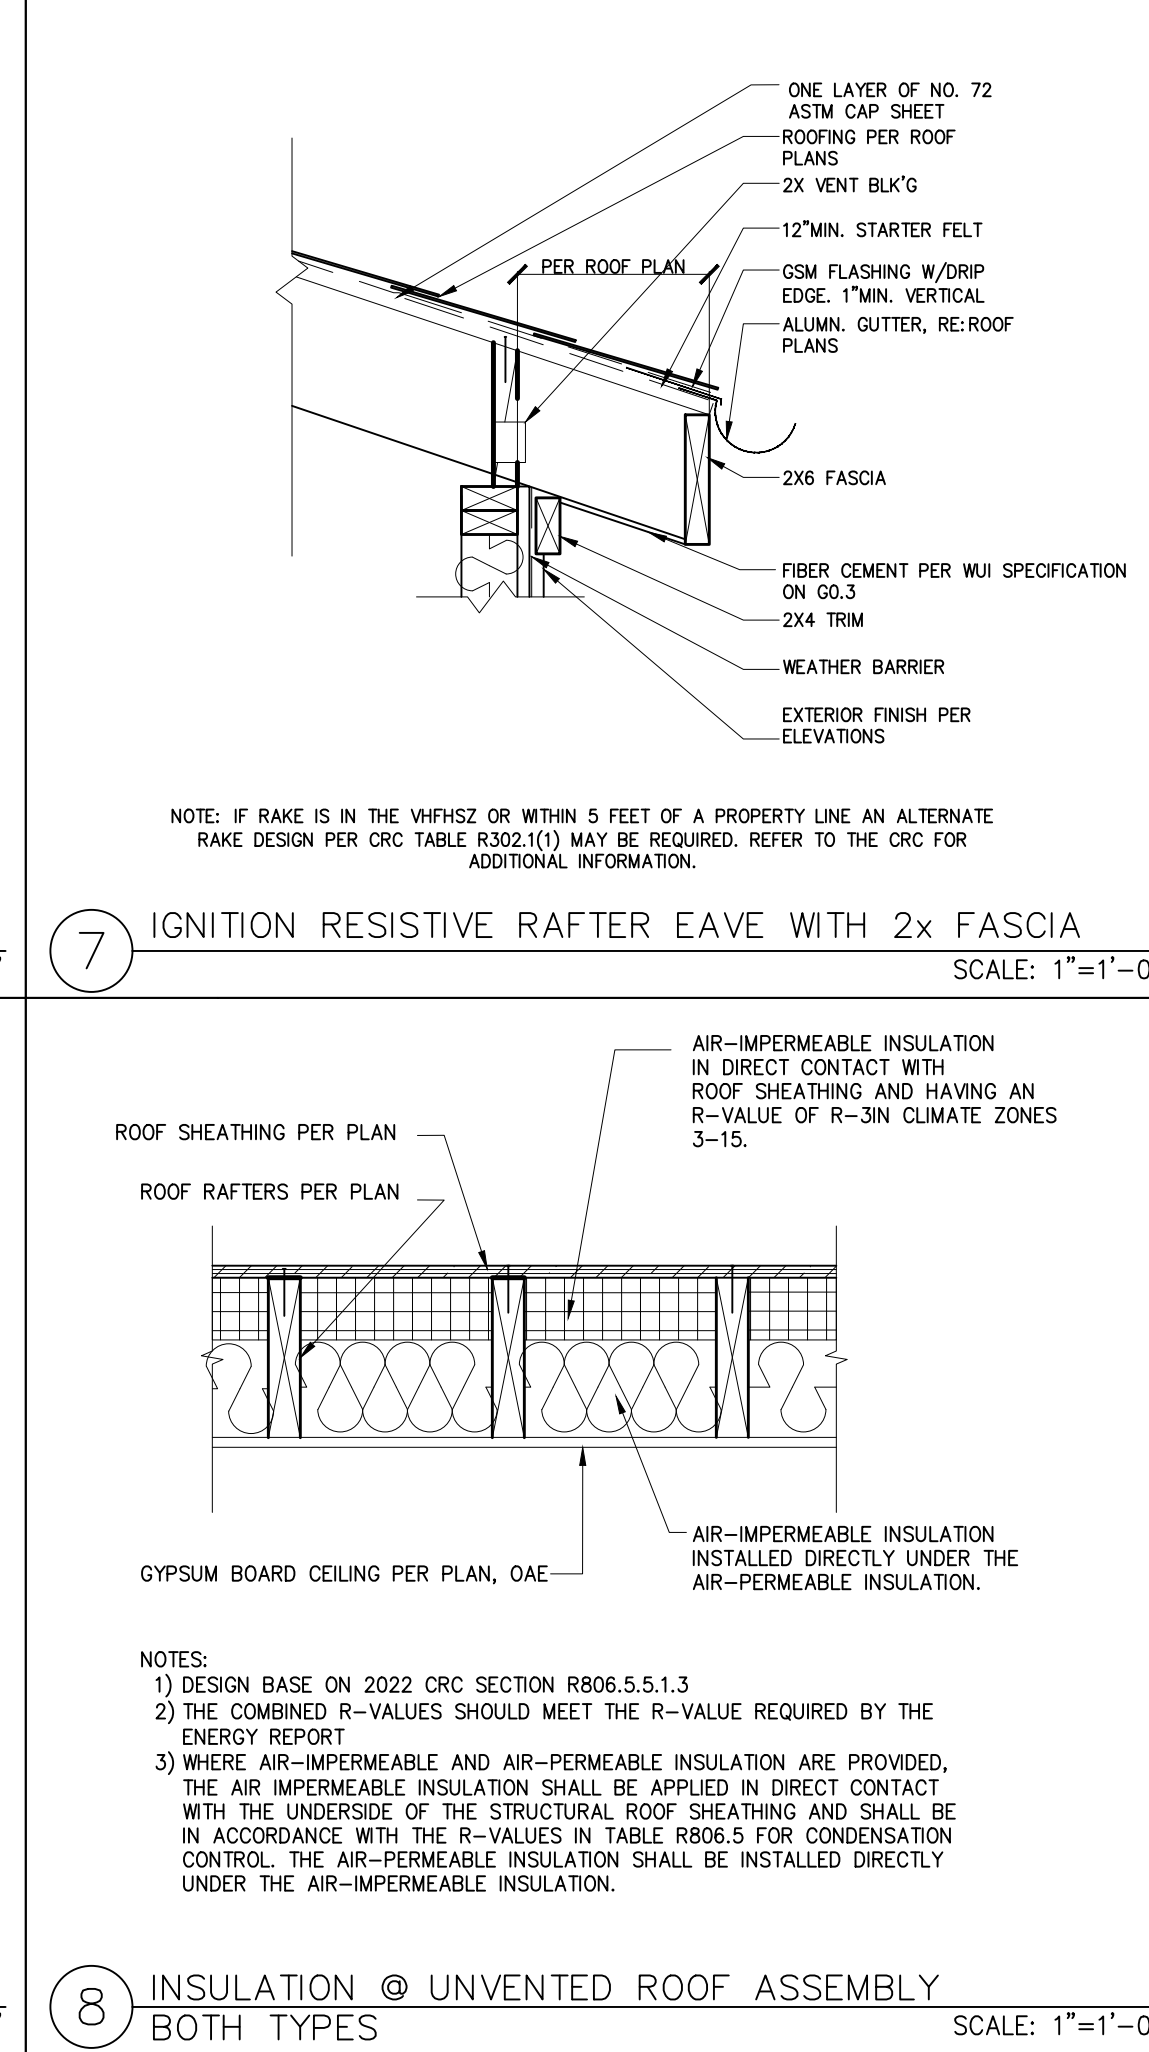 ONE LAYER OF NO. 72
ASTM CAP SHEET
ROOFING PER ROOF
PLANS
2X VENT BLK'G
12"MIN. STARTER FELT
PER ROOF PLAN
GSM FLASHING W/DRIP
EDGE. 1"MIN. VERTICAL
ALUMN. GUTTER, RE:ROOF
PLANS
2X6 FASCIA
FIBER CEMENT PER WUI SPECIFICATION
ON G0.3
2X4 TRIM
WEATHER BARRIER
EXTERIOR FINISH PER
ELEVATIONS
NOTE: IF RAKE IS IN THE VHFHSZ OR WITHIN 5 FEET OF A PROPERTY LINE AN ALTERNATE
RAKE DESIGN PER CRC TABLE R302.1(1) MAY BE REQUIRED. REFER TO THE CRC FOR
ADDITIONAL INFORMATION.
7
IGNITION RESISTIVE RAFTER EAVE WITH 2x FASCIA
SCALE: 1"=1'-0
AIR-IMPERMEABLE INSULATION
IN DIRECT CONTACT WITH
ROOF SHEATHING AND HAVING AN
R-VALUE OF R-3IN CLIMATE ZONES
3-15.
ROOF SHEATHING PER PLAN
ROOF RAFTERS PER PLAN
AIR-IMPERMEABLE INSULATION
INSTALLED DIRECTLY UNDER THE
AIR-PERMEABLE INSULATION.
GYPSUM BOARD CEILING PER PLAN, OAE
NOTES:
1) DESIGN BASE ON 2022 CRC SECTION R806.5.5.1.3
2) THE COMBINED R-VALUES SHOULD MEET THE R-VALUE REQUIRED BY THE
ENERGY REPORT
3) WHERE AIR-IMPERMEABLE AND AIR-PERMEABLE INSULATION ARE PROVIDED,
THE AIR IMPERMEABLE INSULATION SHALL BE APPLIED IN DIRECT CONTACT
WITH THE UNDERSIDE OF THE STRUCTURAL ROOF SHEATHING AND SHALL BE
IN ACCORDANCE WITH THE R-VALUES IN TABLE R806.5 FOR CONDENSATION
CONTROL. THE AIR-PERMEABLE INSULATION SHALL BE INSTALLED DIRECTLY
UNDER THE AIR-IMPERMEABLE INSULATION.
8
INSULATION @ UNVENTED ROOF ASSEMBLY
BOTH TYPES
SCALE: 1"=1'-0